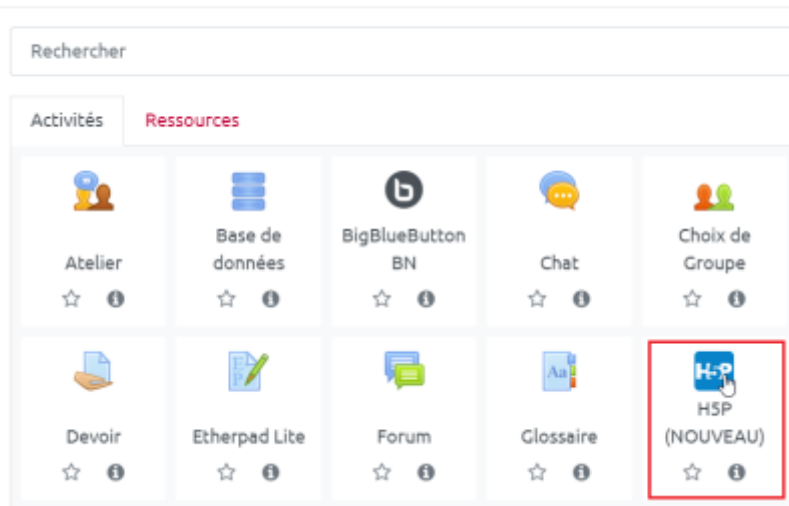 Rechercher
Activités Ressources
Atelier
Base de
données
BigBlueButton
BN
Chat
Choix de
Groupe
Devoir
Etherpad Lite
Forum
Aa
Glossaire
H5P
H5P
(NOUVEAU)